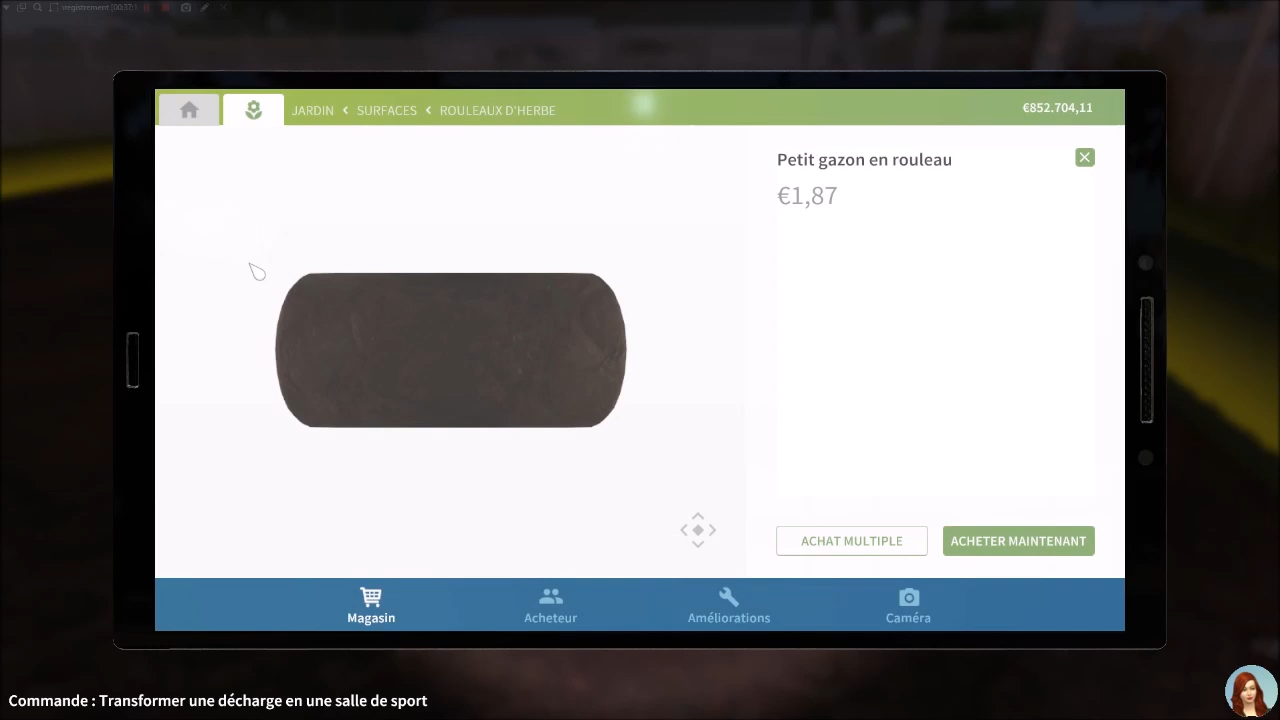 JARDIN < SURFACES < ROULEAUX D'HERBE
€852.704,11
Petit gazon en rouleau
€1,87
ACHAT MULTIPLE
ACHETER MAINTENANT
Magasin
Acheteur
Améliorations
Caméra
Commande : Transformer une décharge en une salle de sport